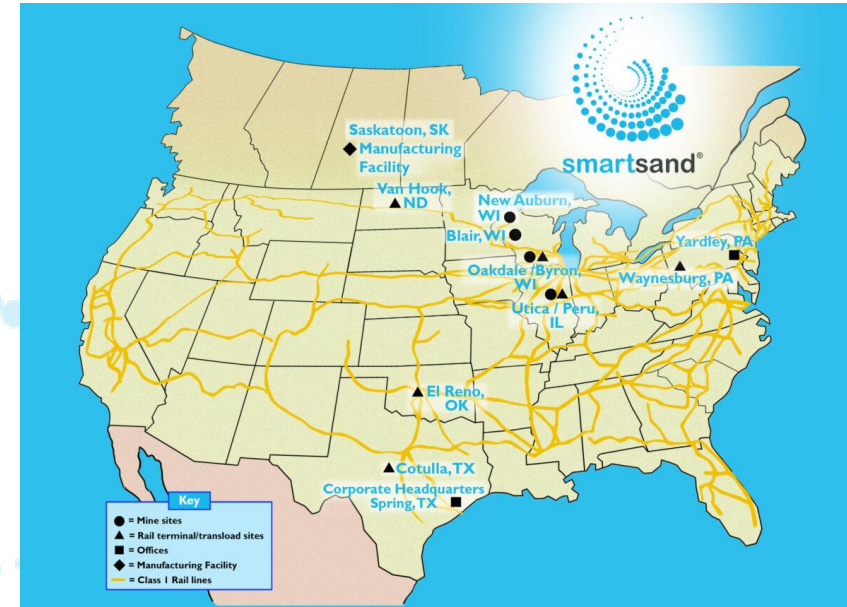 smartsand®
Saskatoon, SK
Manufacturing
Facility
Van Hook,
ND
New Auburn,
WI
Blair, WI
Oakdale /Byron,
WI
Utica / Peru,
IL
Yardley, PA
Waynesburg, PA
El Reno,
OK
Cotulla, TX
Corporate Headquarters
Spring, TX
Key
= Mine sites
= Rail terminal/transload sites
= Offices
= Manufacturing Facility
= Class 1 Rail lines